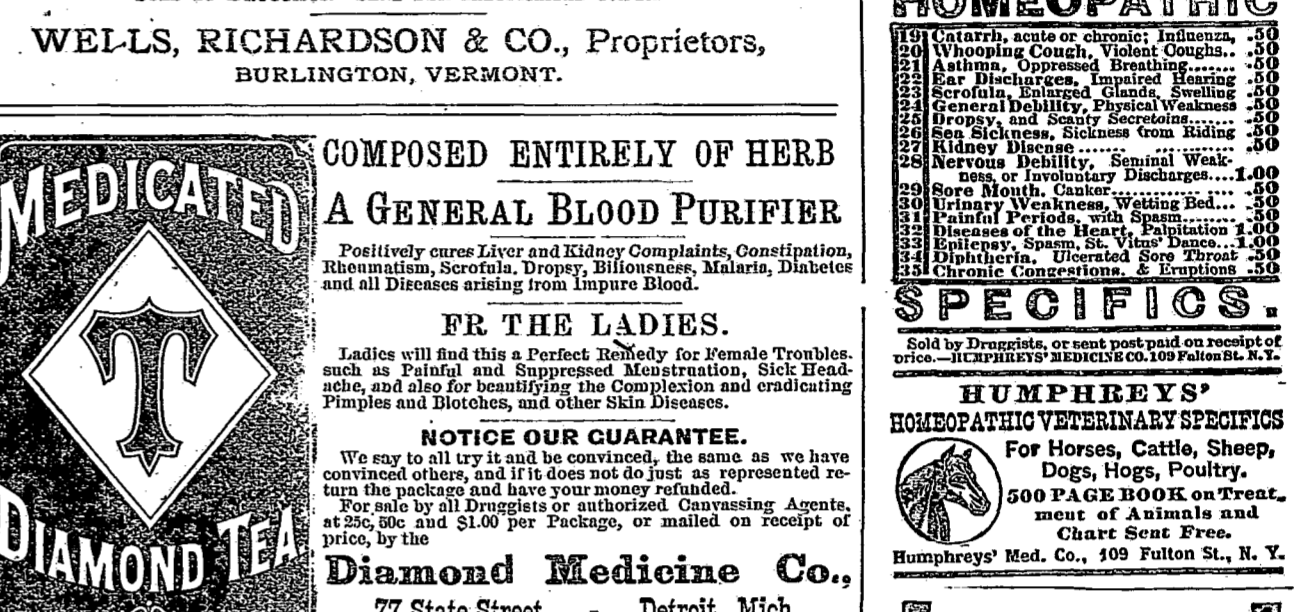 WELLS, RICHARDSON & CO., Proprietors,
BURLINGTON, VERMONT.
MEDICATED
T
DIAMOND TEA
COMPOSED ENTIRELY OF HERB
A GENERAL BLOOD PURIFIER
Positively cures Liver and Kidney Complaints, Constipation,
Rheumatism, Scrofula, Dropsy, Biliousness, Malaria, Diabetes
and all Diseases arising from Impure Blood.
FR THE LADIES.
Ladies will find this a Perfect Remedy for Female Troubles.
such as Painful and Suppressed Menstruation, Sick Head-
ache, and also for beautifying the Complexion and eradicating
Pimples and Blotches, and other Skin Diseases.
NOTICE OUR GUARANTEE.
We say to all try it and be convinced, the same as we have
convinced others, and if it does not do just as represented re-
turn the package and have your money refunded.
For sale by all Druggists or authorized Canvassing Agents.
at 25c, 50c and $1.00 per Package, or mailed on receipt of
price, by the
Diamond Medicine Co.,
77 State Street - Detroit, Mich
HOMEOPATHIC
19 Catarrh, acute or chronic; Influenza, .50
20 Whooping Cough, Violent Coughs.. .50
21 Asthma, Oppressed Breathing....... .50
22 Ear Discharges, Impaired Hearing .50
23 Scrofula, Enlarged Glands, Swelling .50
24 General Debility, Physical Weakness .50
25 Dropsy, and Scanty Secretoins....... .50
26 Sea Sickness, Sickness from Riding .50
27 Kidney Disease ....... ........... .50
28 Nervous Debility, Seminal Weak-
ness, or Involuntary Discharges....1.00
29 Sore Mouth, Canker............ .... .50
30 Urinary Weakness, Wetting Bed... .50
31 Painful Periods, with Spasm........ .50
32 Diseases of the Heart, Palpitation 1.00
33 Epilepsy, Spasm, St. Vitus' Dance...1.00
34 Diphtheria, Ulcerated Sore Throat .50
35 Chronic Congestions, & Eruptions .50
SPECIFICS.
Sold by Druggists, or sent post paid on receipt of
price.—HUMPHREYS' MEDICINE CO. 109 Fulton St. N.Y.
HUMPHREYS'
HOMEOPATHIC VETERINARY SPECIFICS
For Horses, Cattle, Sheep,
Dogs, Hogs, Poultry.
500 PAGE BOOK on Treat-
ment of Animals and
Chart Sent Free.
Humphreys' Med. Co., 109 Fulton St., N. Y.